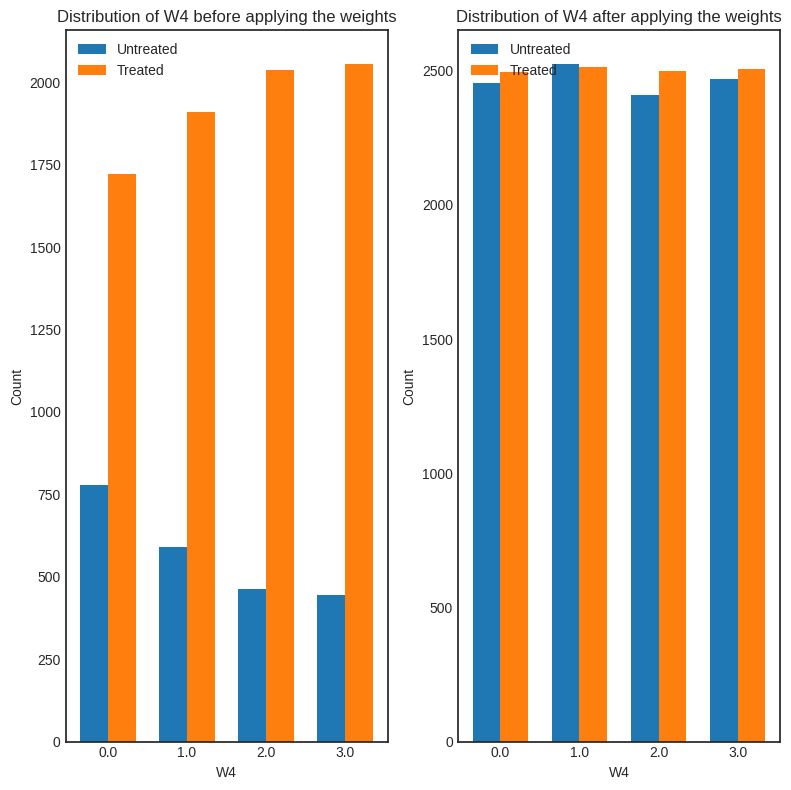 Distribution of W4 before applying the weights
Untreated
Treated
2000
1750
1500
1250
1000
750
500
250
0
Count
0.0 1.0 2.0 3.0
W4
Distribution of W4 after applying the weights
Untreated
Treated
2500
2000
1500
1000
500
0
Count
0.0 1.0 2.0 3.0
W4